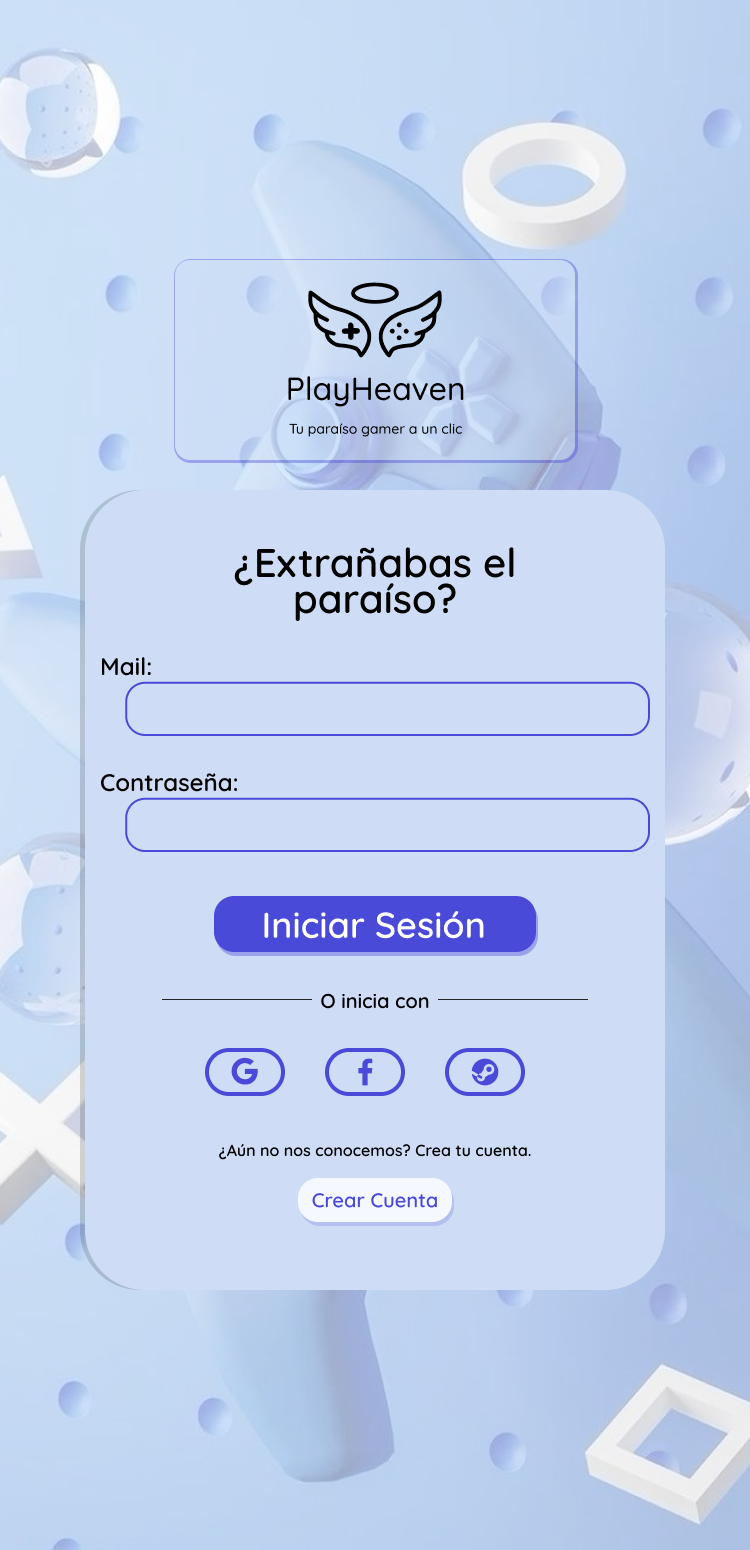 PlayHeaven
Tu paraíso gamer a un clic
¿Extrañabas el
paraíso?
Mail:
Contraseña:
Iniciar Sesión
O inicia con
¿Aún no nos conocemos? Crea tu cuenta.
Crear Cuenta